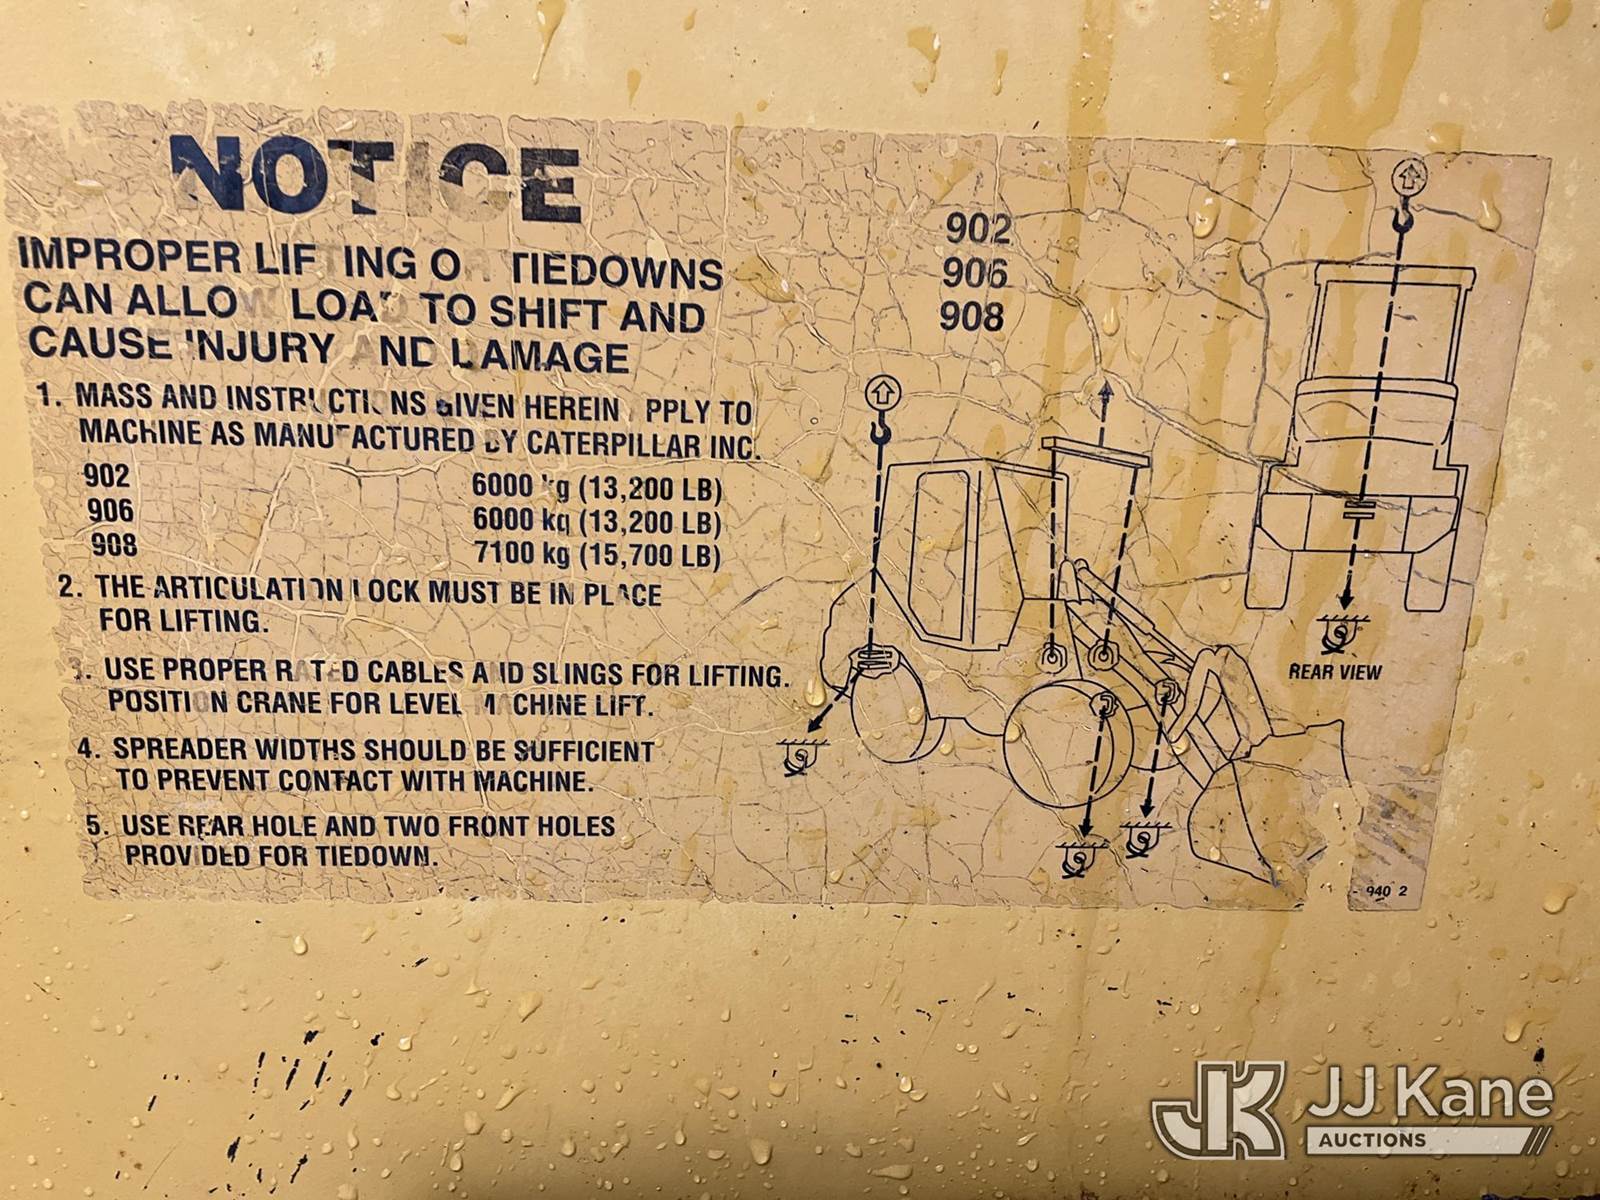 NOTICE
IMPROPER LIFTING OR TIEDOWNS
CAN ALLOW LOAD TO SHIFT AND
CAUSE INJURY AND DAMAGE
1. MASS AND INSTRUCTIONS GIVEN HEREIN APPLY TO
MACHINE AS MANUFACTURED BY CATERPILLAR INC.
902 6000 kg (13,200 LB)
906 6000 kg (13,200 LB)
908 7100 kg (15,700 LB)
2. THE ARTICULATION LOCK MUST BE IN PLACE
FOR LIFTING.
3. USE PROPER RATED CABLES AND SLINGS FOR LIFTING.
POSITION CRANE FOR LEVEL MACHINE LIFT.
4. SPREADER WIDTHS SHOULD BE SUFFICIENT
TO PREVENT CONTACT WITH MACHINE.
5. USE REAR HOLE AND TWO FRONT HOLES
PROVIDED FOR TIEDOWN.
902
906
908
REAR VIEW
JK JJ Kane
AUCTIONS